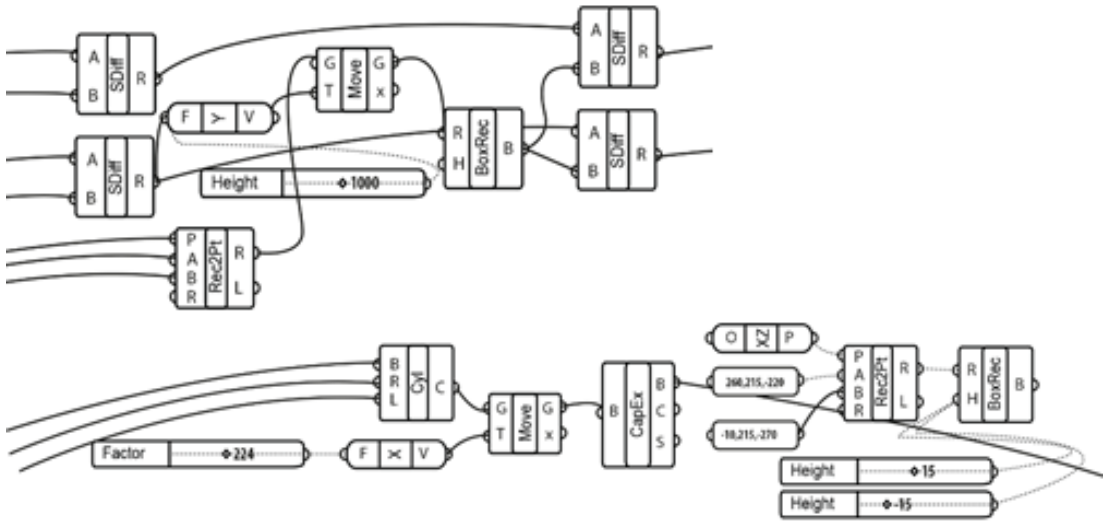 A
B
SDiff
R
A
B
SDiff
R
F
Y
V
G
T
Move
G
X
Height
1000
R
H
BoxRec
B
A
B
SDiff
R
A
B
SDiff
R
P
A
B
R
Rec2Pt
R
L
B
R
L
Cyl
C
Factor
224
F
X
V
G
T
Move
G
X
B
CapEx
B
C
S
O
XZ
P
260,215,-220
-10,215,-270
P
A
B
R
Rec2Pt
R
L
R
H
BoxRec
B
Height
15
Height
-15